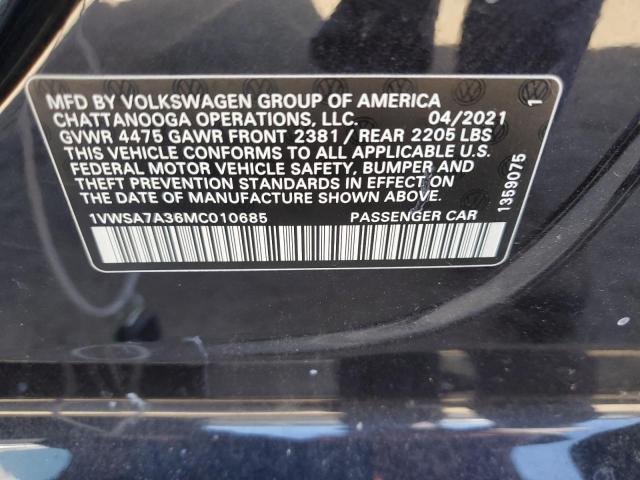 MFD BY VOLKSWAGEN GROUP OF AMERICA
CHATTANOOGA OPERATIONS, LLC. 04/2021
GVWR 4475 GAWR FRONT 2381 / REAR 2205 LBS
THIS VEHICLE CONFORMS TO ALL APPLICABLE U.S.
FEDERAL MOTOR VEHICLE SAFETY, BUMPER AND
THEFT PREVENTION STANDARDS IN EFFECT ON
THE DATE OF MANUFACTURE SHOWN ABOVE.
1VWSA7A36MC010685 PASSENGER CAR
1359075
1